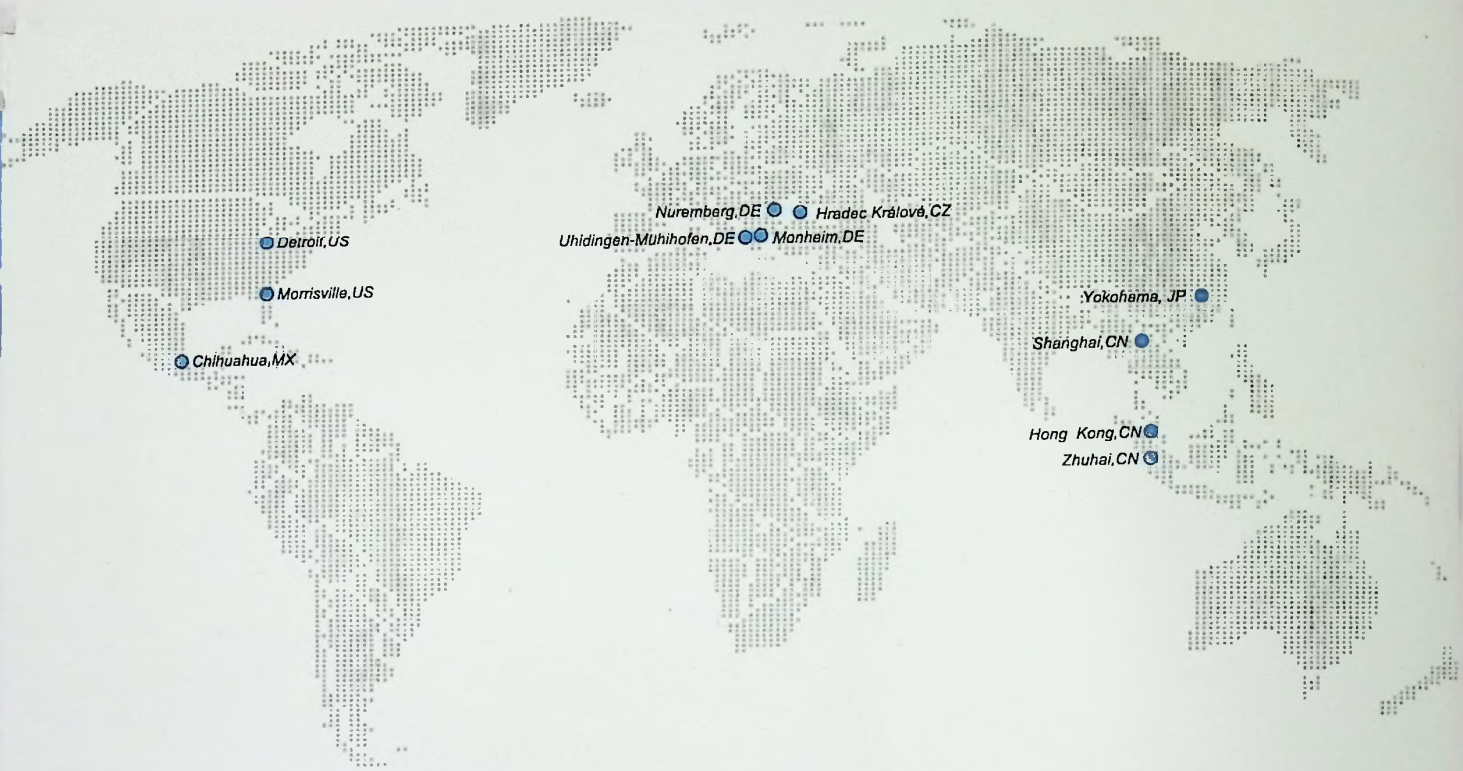 Nuremberg,DE
Hradec Králové,CZ
Uhldingen-Mühlhofen,DE
Monheim,DE
Detroit,US
Morrisville,US
Yokohama, JP
Shanghai,CN
Chihuahua,MX
Hong Kong,CN
Zhuhai,CN